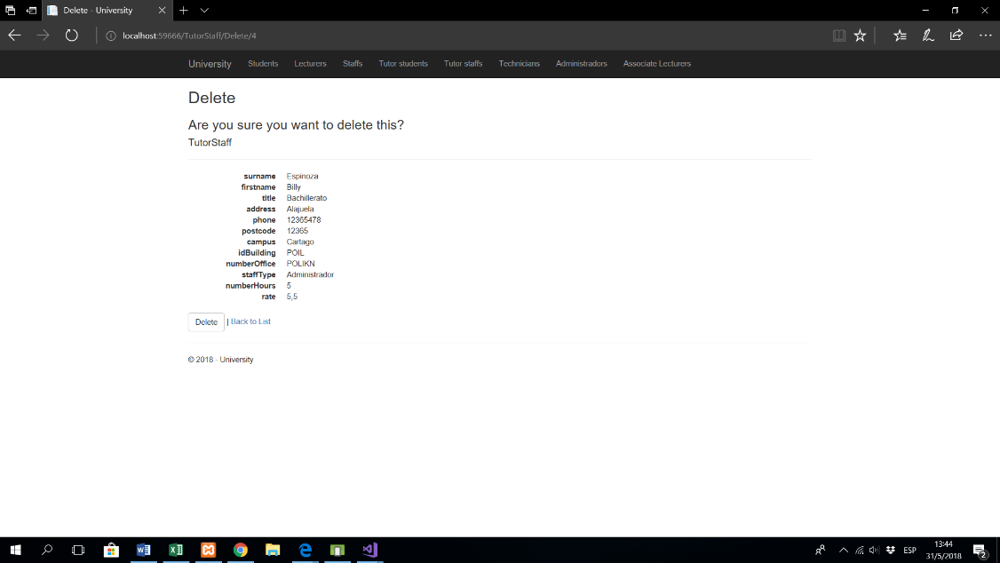 Delete - University
localhost:59666/TutorStaff/Delete/4
University Students Lecturers Staffs Tutor students Tutor staffs Technicians Administradors Associate Lecturers
Delete
Are you sure you want to delete this?
TutorStaff
surname Espinoza
firstname Billy
title Bachillerato
address Alajuela
phone 12365478
postcode 12365
campus Cartago
idBuilding POIL
numberOffice POLIKN
staffType Administrador
numberHours 5
rate 5,5
Delete | Back to List
© 2018 - University
ESP
13:44
31/5/2018
2